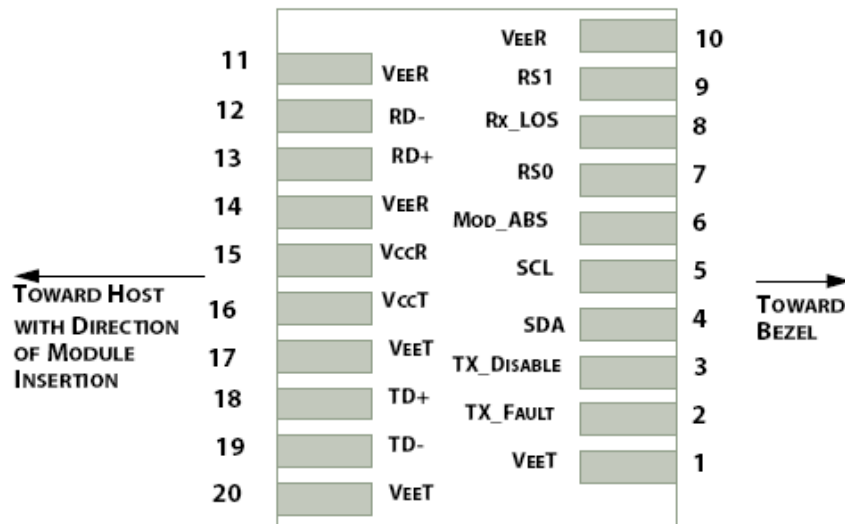 11 VEER
12 RD-
13 RD+
14 VEER
15 VCCR
16 VCCT
17 VEET
18 TD+
19 TD-
20 VEET
VEER 10
RS1 9
RX_LOS 8
RS0 7
MOD_ABS 6
SCL 5
SDA 4
TX_DISABLE 3
TX_FAULT 2
VEET 1
TOWARD HOST
WITH DIRECTION
OF MODULE
INSERTION
TOWARD
BEZEL